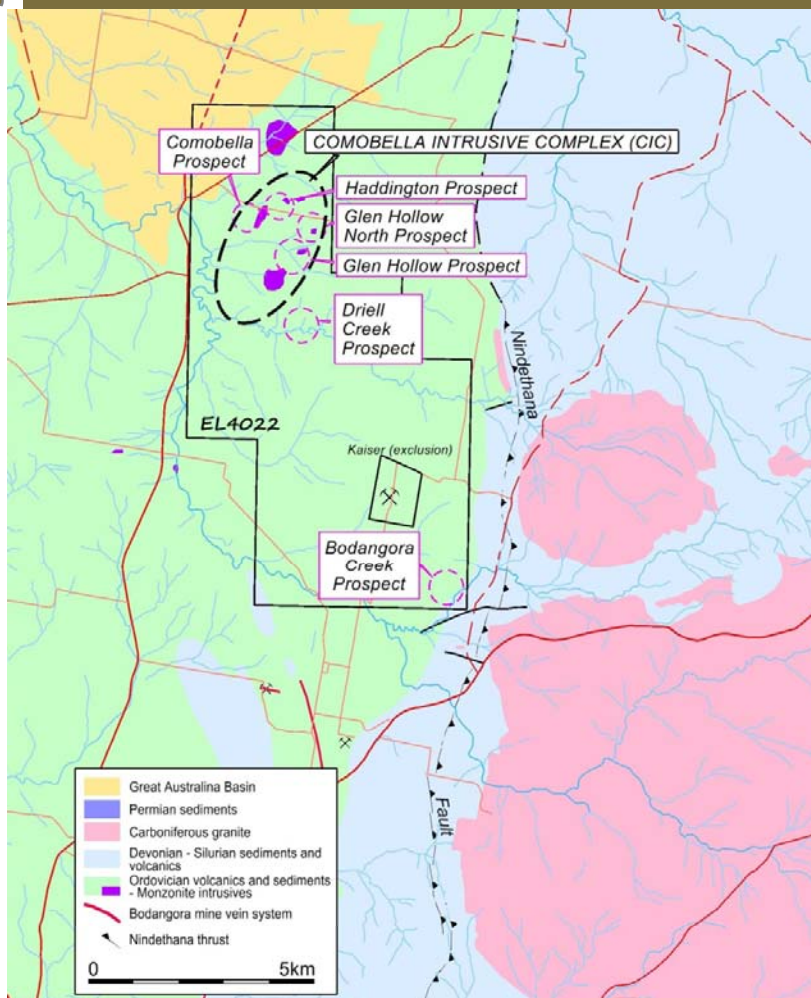 Comobella
Prospect
COMOBELLA INTRUSIVE COMPLEX (CIC)
Haddington Prospect
Glen Hollow
North Prospect
Glen Hollow Prospect
Driell
Creek
Prospect
Nindethana
EL4022
Kaiser (exclusion)
Bodangora
Creek
Prospect
Fault
Great Australina Basin
Permian sediments
Carboniferous granite
Devonian - Silurian sediments and
volcanics
Ordovician volcanics and sediments
- Monzonite intrusives
Bodangora mine vein system
Nindethana thrust
0 5km